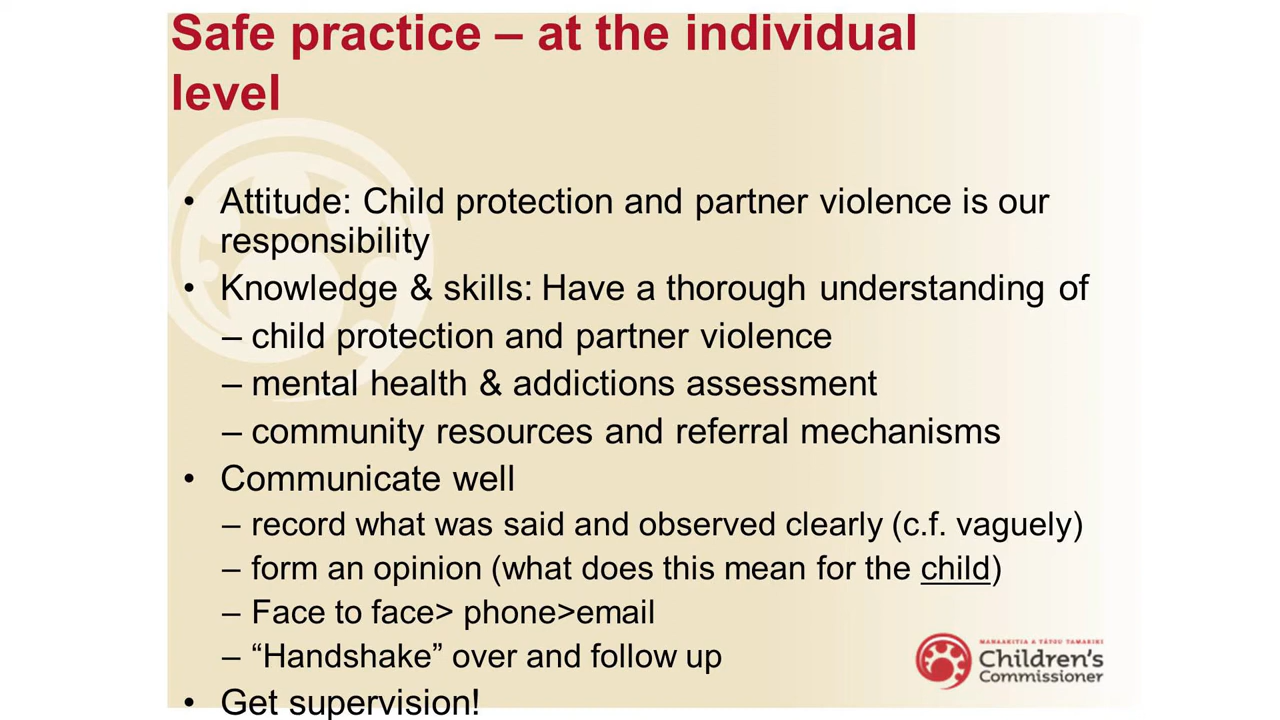 Safe practice – at the individual
level
• Attitude: Child protection and partner violence is our
responsibility
• Knowledge & skills: Have a thorough understanding of
– child protection and partner violence
– mental health & addictions assessment
– community resources and referral mechanisms
• Communicate well
– record what was said and observed clearly (c.f. vaguely)
– form an opinion (what does this mean for the child)
– Face to face> phone>email
– “Handshake” over and follow up
• Get supervision!
MANAAKITIA A TĀTOU TAMARIKI
Children's
Commissioner